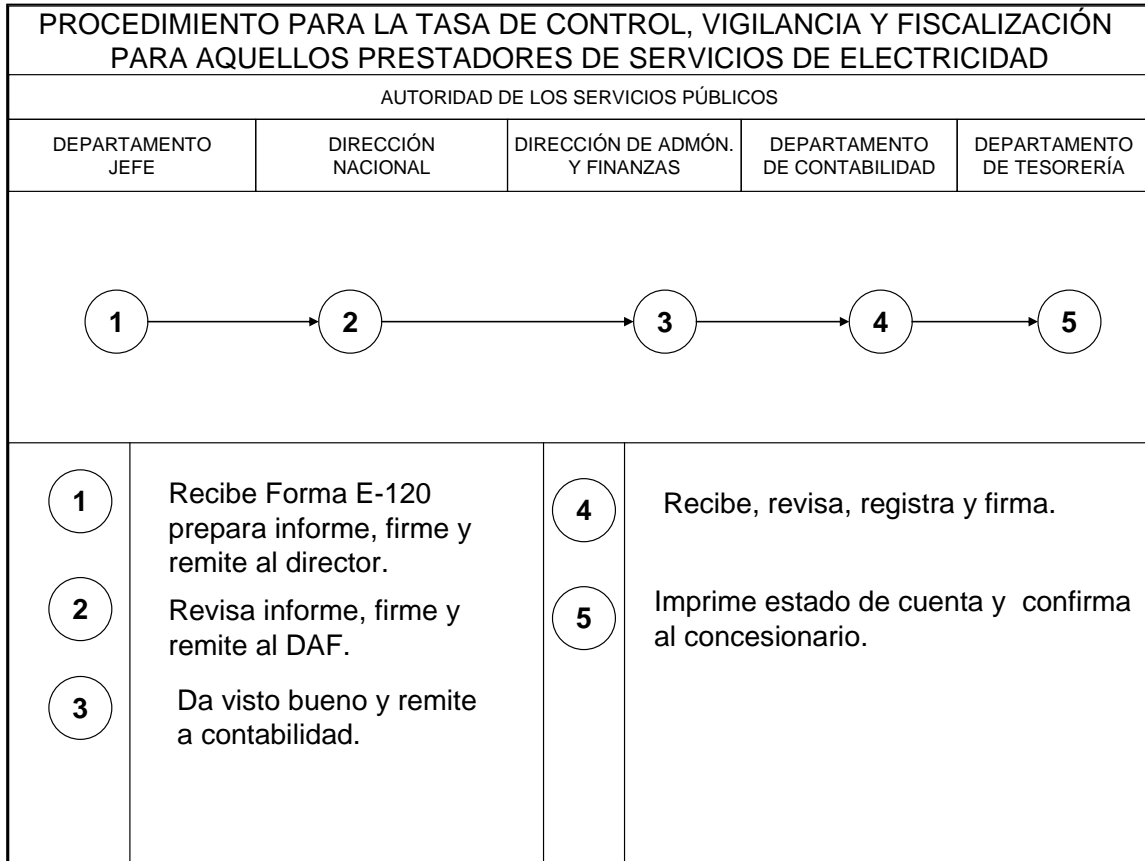 PROCEDIMIENTO PARA LA TASA DE CONTROL, VIGILANCIA Y FISCALIZACIÓN
PARA AQUELLOS PRESTADORES DE SERVICIOS DE ELECTRICIDAD
AUTORIDAD DE LOS SERVICIOS PÚBLICOS
DEPARTAMENTO
JEFE
DIRECCIÓN
NACIONAL
DIRECCIÓN DE ADMÓN.
Y FINANZAS
DEPARTAMENTO
DE CONTABILIDAD
DEPARTAMENTO
DE TESORERÍA
1
2
3
4
5
1
Recibe Forma E-120
prepara informe, firme y
remite al director.
2
Revisa informe, firme y
remite al DAF.
3
Da visto bueno y remite
a contabilidad.
4
Recibe, revisa, registra y firma.
5
Imprime estado de cuenta y confirma
al concesionario.